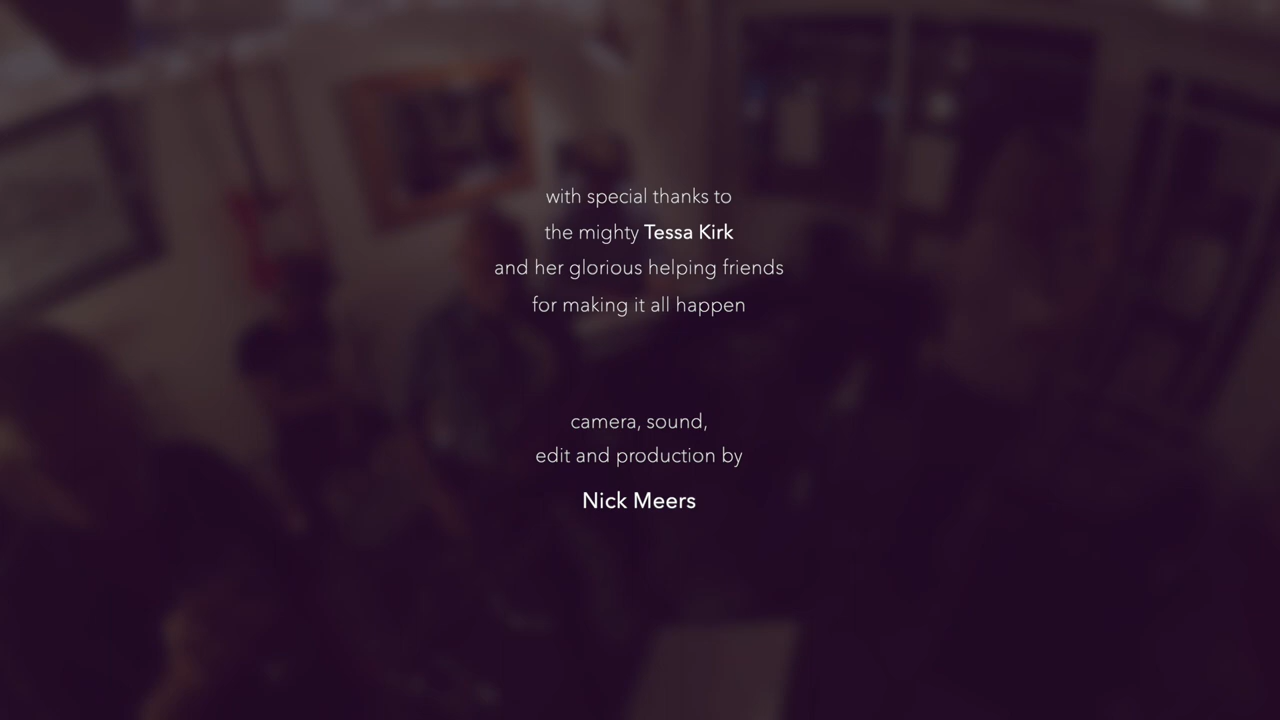 with special thanks to
the mighty Tessa Kirk
and her glorious helping friends
for making it all happen
camera, sound,
edit and production by
Nick Meers